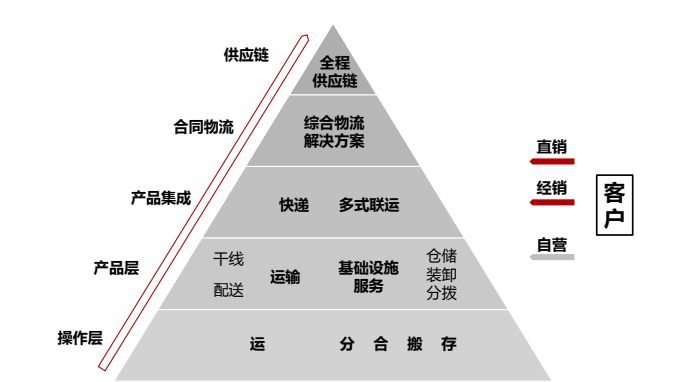 供应链
全程
供应链
合同物流
综合物流
解决方案
直销
产品集成
快递 多式联运
经销
客
户
产品层
干线
配送
运输
基础设施
服务
仓储
装卸
分拨
自营
操作层
运 分 合 搬 存